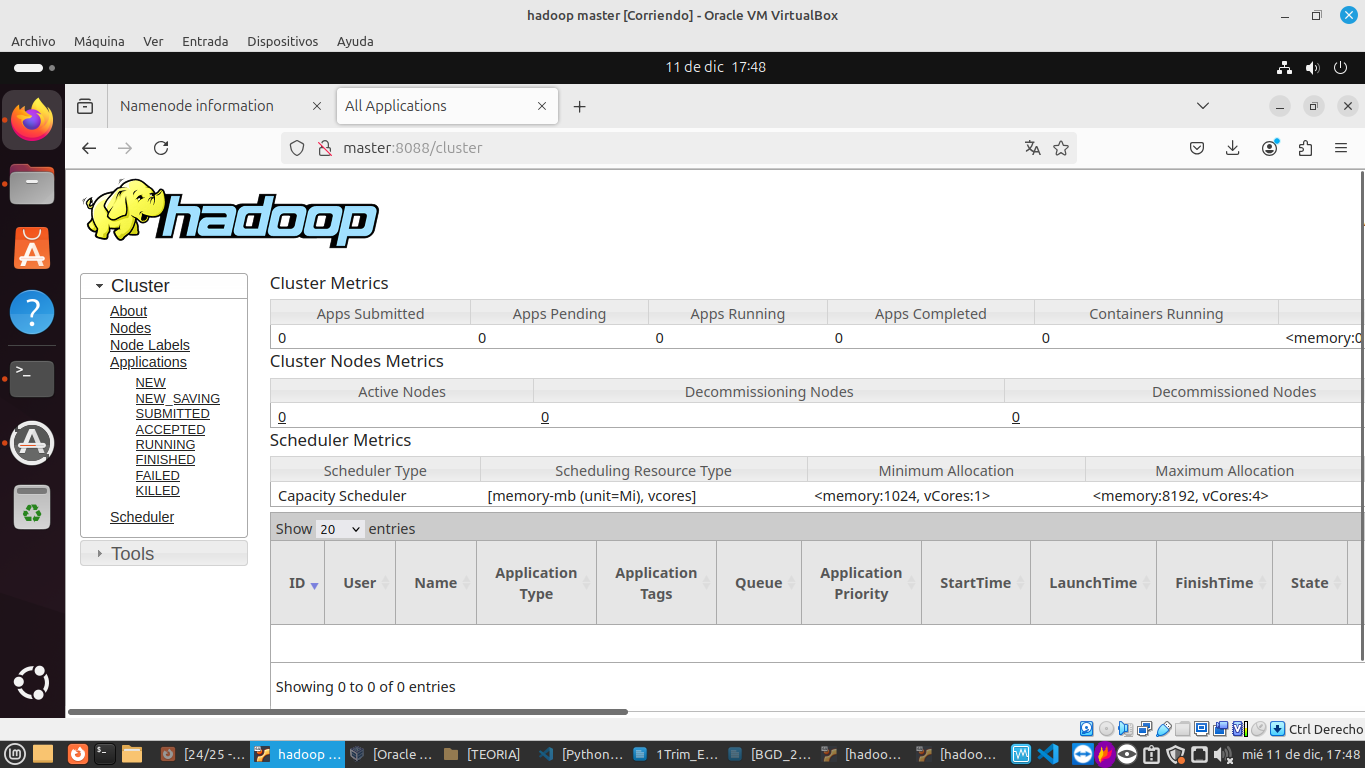 hadoop master [Corriendo] - Oracle VM VirtualBox
Archivo Máquina Ver Entrada Dispositivos Ayuda
11 de dic 17:48
Namenode information
All Applications
master:8088/cluster
hadoop
Cluster
About
Nodes
Node Labels
Applications
NEW
NEW_SAVING
SUBMITTED
ACCEPTED
RUNNING
FINISHED
FAILED
KILLED
Scheduler
Tools
Cluster Metrics
Apps Submitted Apps Pending Apps Running Apps Completed Containers Running
0 0 0 0 0 <memory:0
Cluster Nodes Metrics
Active Nodes Decommissioning Nodes Decommissioned Nodes
0 0 0
Scheduler Metrics
Scheduler Type Scheduling Resource Type Minimum Allocation Maximum Allocation
Capacity Scheduler [memory-mb (unit=Mi), vcores] <memory:1024, vCores:1> <memory:8192, vCores:4>
Show 20 entries
ID User Name Application Type Application Tags Queue Application Priority StartTime LaunchTime FinishTime State
Showing 0 to 0 of 0 entries
Ctrl Derecho
[24/25 -... hadoop ... [Oracle ... [TEORIA] [Python... 1Trim_E... [BGD_2... [hadoo... [hadoo... mié 11 de dic, 17:48